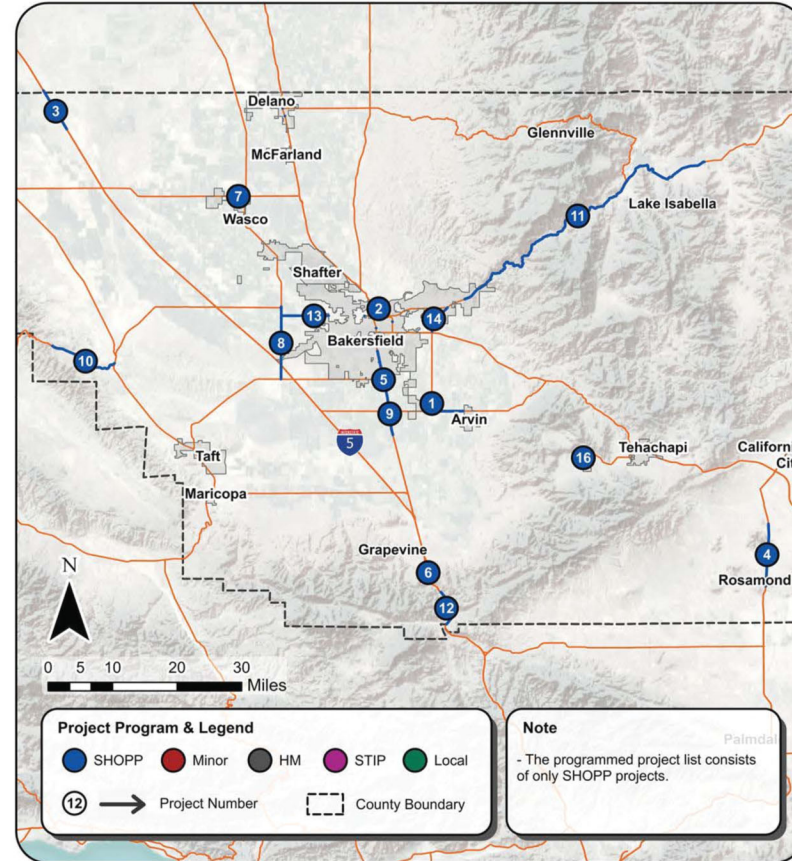 Delano
3
Glennville
McFarland
7
Wasco
Lake Isabella
11
Shafter
2
13
14
Bakersfield
8
10
5
1
9
Arvin
5
Taft
16
Tehachapi
California
City
Maricopa
Grapevine
4
6
Rosamond
12
N
0 5 10 20 30
Miles
Project Program & Legend
SHOPP Minor HM STIP Local
12 Project Number County Boundary
Note
Palmdale
- The programmed project list consists
of only SHOPP projects.